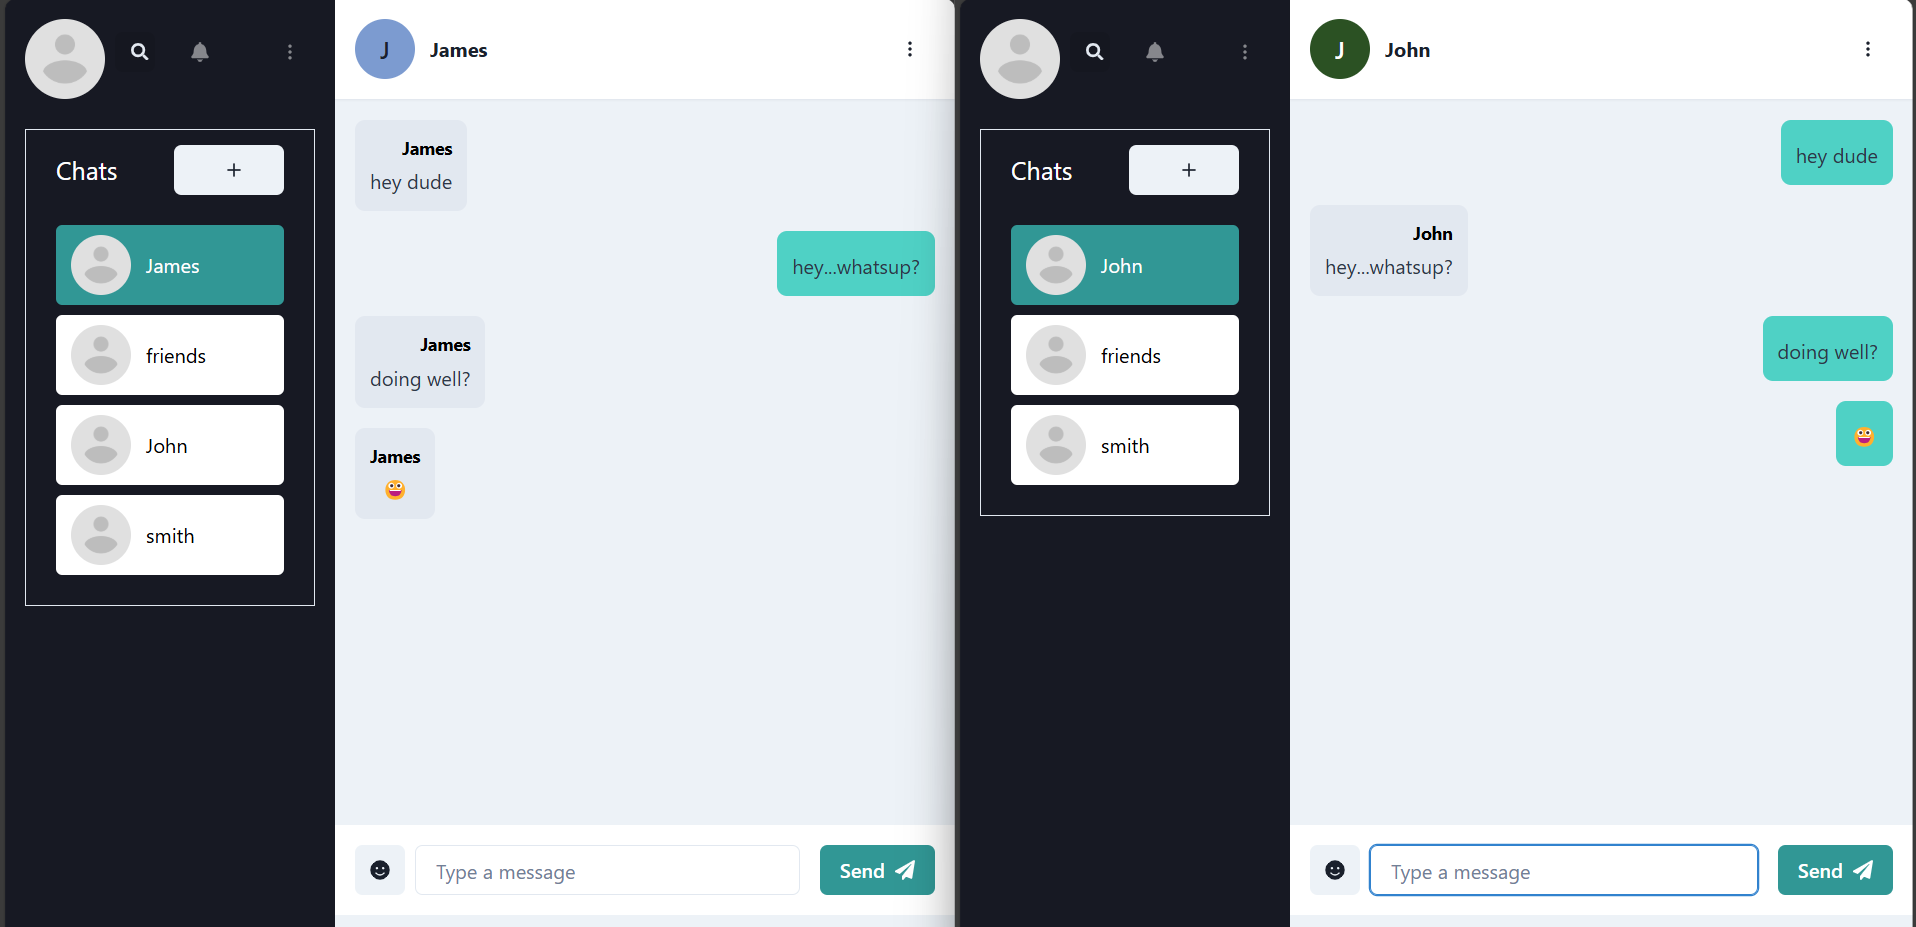 J James
Chats +
James
friends
John
smith
James
hey dude
hey...whatsup?
James
doing well?
James
Type a message
Send
J John
Chats +
John
friends
smith
hey dude
John
hey...whatsup?
doing well?
Type a message
Send